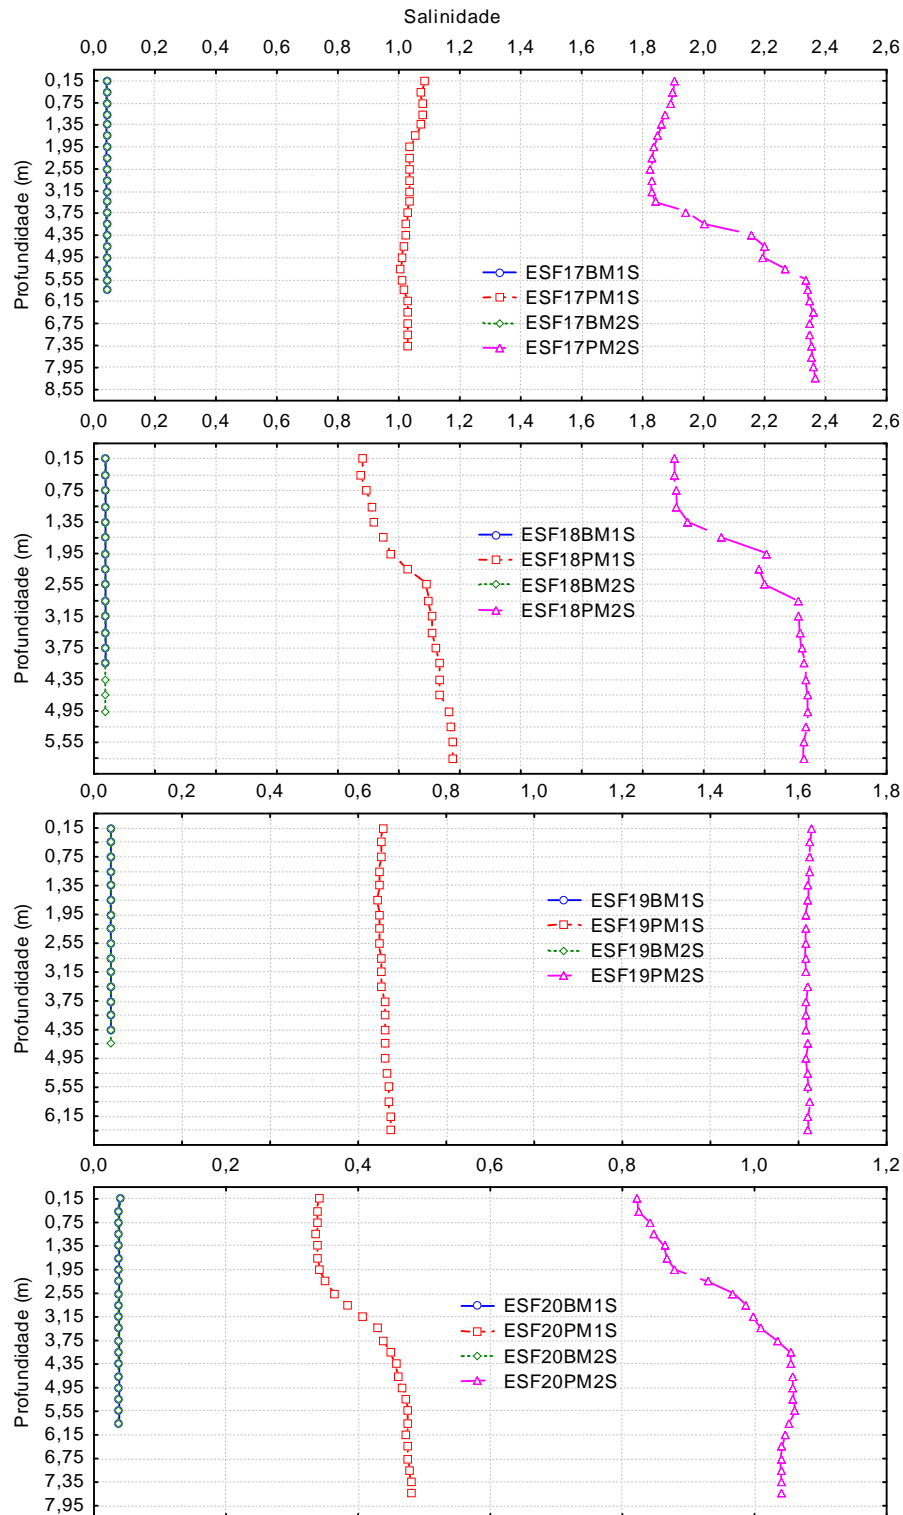 Salinidade
0,0 0,2 0,4 0,6 0,8 1,0 1,2 1,4 1,6 1,8 2,0 2,2 2,4 2,6
Profundidade (m)
0,15
0,75
1,35
1,95
2,55
3,15
3,75
4,35
4,95
5,55
6,15
6,75
7,35
7,95
8,55
ESF17BM1S
ESF17PM1S
ESF17BM2S
ESF17PM2S
0,0 0,2 0,4 0,6 0,8 1,0 1,2 1,4 1,6 1,8 2,0 2,2 2,4 2,6
Profundidade (m)
0,15
0,75
1,35
1,95
2,55
3,15
3,75
4,35
4,95
5,55
ESF18BM1S
ESF18PM1S
ESF18BM2S
ESF18PM2S
0,0 0,2 0,4 0,6 0,8 1,0 1,2 1,4 1,6 1,8
Profundidade (m)
0,15
0,75
1,35
1,95
2,55
3,15
3,75
4,35
4,95
5,55
6,15
ESF19BM1S
ESF19PM1S
ESF19BM2S
ESF19PM2S
0,0 0,2 0,4 0,6 0,8 1,0 1,2
Profundidade (m)
0,15
0,75
1,35
1,95
2,55
3,15
3,75
4,35
4,95
5,55
6,15
6,75
7,35
7,95
ESF20BM1S
ESF20PM1S
ESF20BM2S
ESF20PM2S